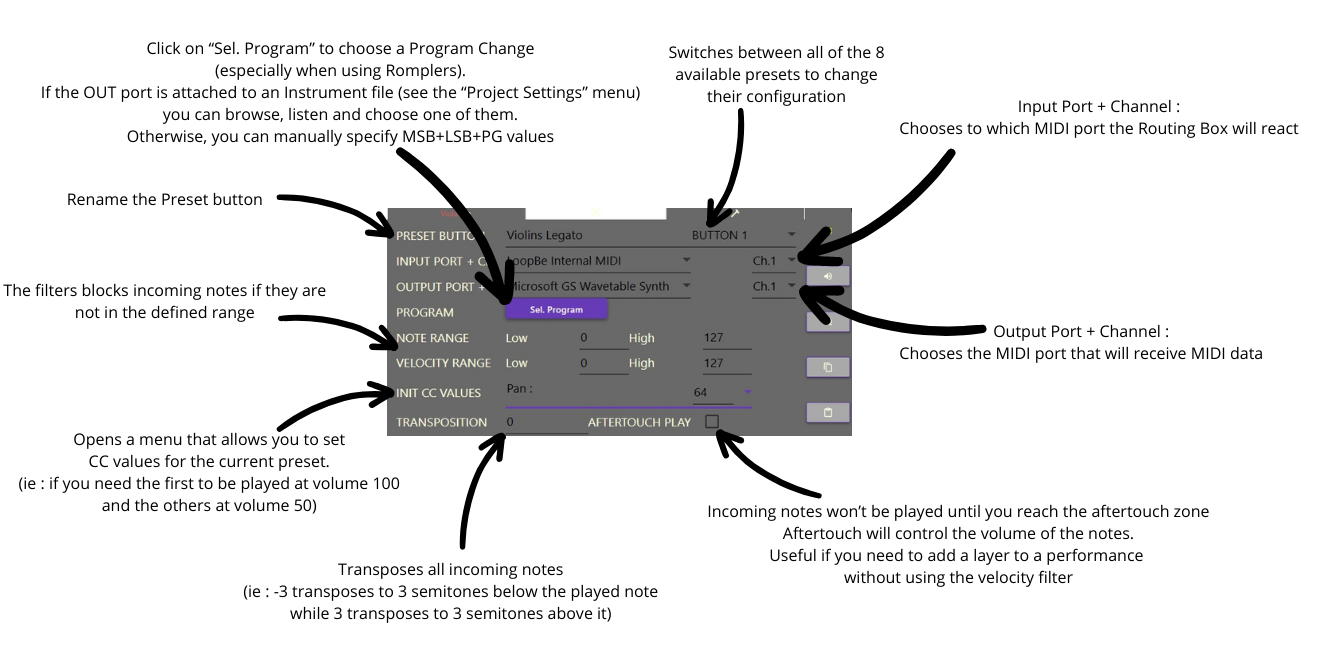 Click on “Sel. Program” to choose a Program Change
(especially when using Romplers).
If the OUT port is attached to an Instrument file (see the “Project Settings” menu)
you can browse, listen and choose one of them.
Otherwise, you can manually specify MSB+LSB+PG values
Switches between all of the 8
available presets to change
their configuration
Input Port + Channel :
Chooses to which MIDI port the Routing Box will react
Rename the Preset button
PRESET BUTTO
Violins Legato
BUTTON 1
INPUT PORT + C
LoopBe Internal MIDI
Ch.1
OUTPUT PORT +
Microsoft GS Wavetable Synth
Ch.1
PROGRAM
Sel. Program
NOTE RANGE
Low
0
High
127
VELOCITY RANGE
Low
0
High
127
INIT CC VALUES
Pan :
64
TRANSPOSITION
0
AFTERTOUCH PLAY
The filters blocks incoming notes if they are
not in the defined range
Output Port + Channel :
Chooses the MIDI port that will receive MIDI data
Opens a menu that allows you to set
CC values for the current preset.
(ie : if you need the first to be played at volume 100
and the others at volume 50)
Incoming notes won’t be played until you reach the aftertouch zone
Aftertouch will control the volume of the notes.
Useful if you need to add a layer to a performance
without using the velocity filter
Transposes all incoming notes
(ie : -3 transposes to 3 semitones below the played note
while 3 transposes to 3 semitones above it)